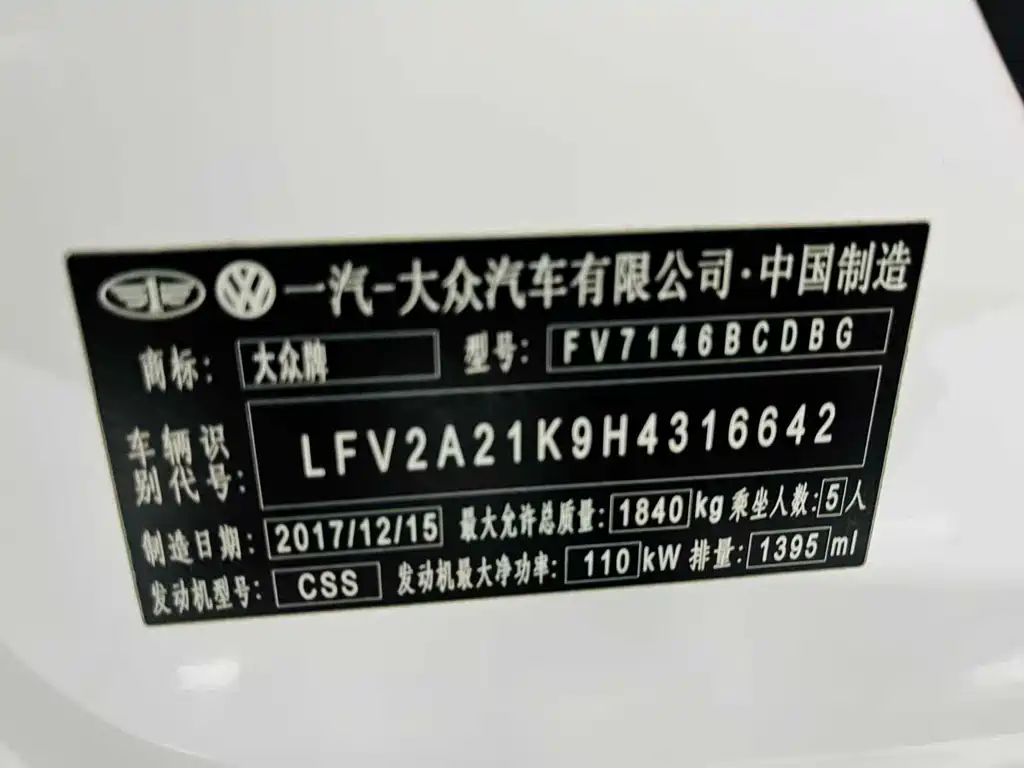 一汽-大众汽车有限公司·中国制造
商标: 大众牌 型号: FV7146BCDBG
车辆识别代号: LFV2A21K9H4316642
制造日期: 2017/12/15 最大允许总质量: 1840 kg 乘坐人数: 5 人
发动机型号: CSS 发动机最大净功率: 110 kW 排量: 1395 ml